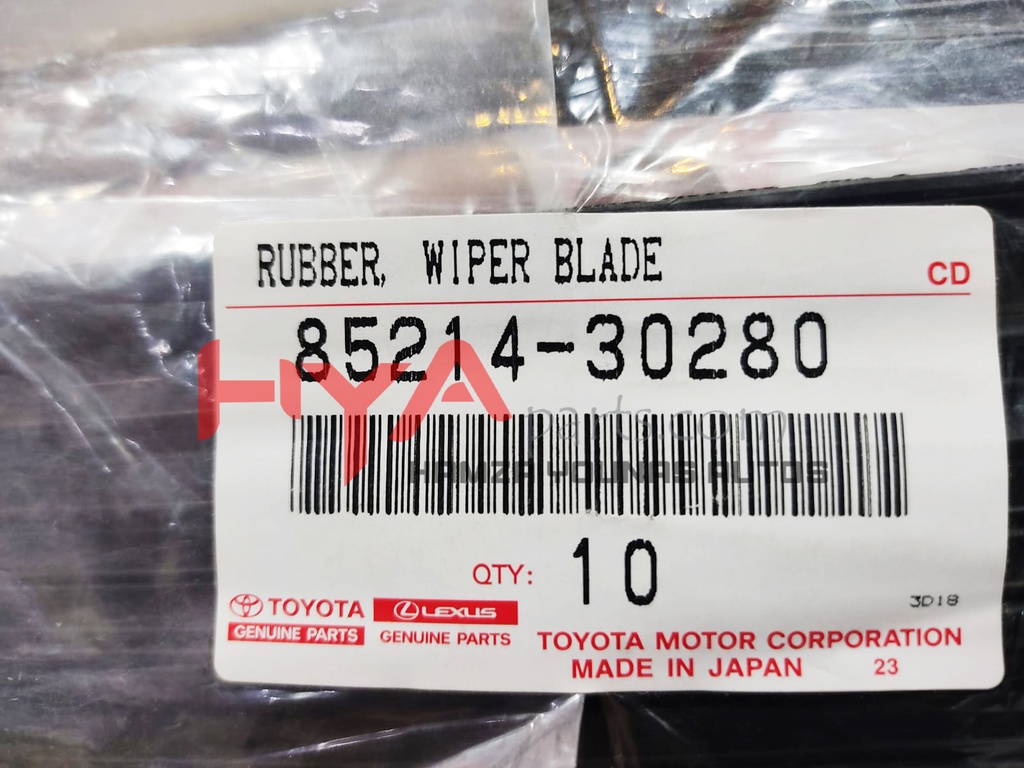 RUBBER, WIPER BLADE
CD
85214-30280
HYA parts.com
HAMZA YOUNAS AUTOS
QTY: 10
3D18
TOYOTA
GENUINE PARTS
LEXUS
GENUINE PARTS
TOYOTA MOTOR CORPORATION
MADE IN JAPAN 23